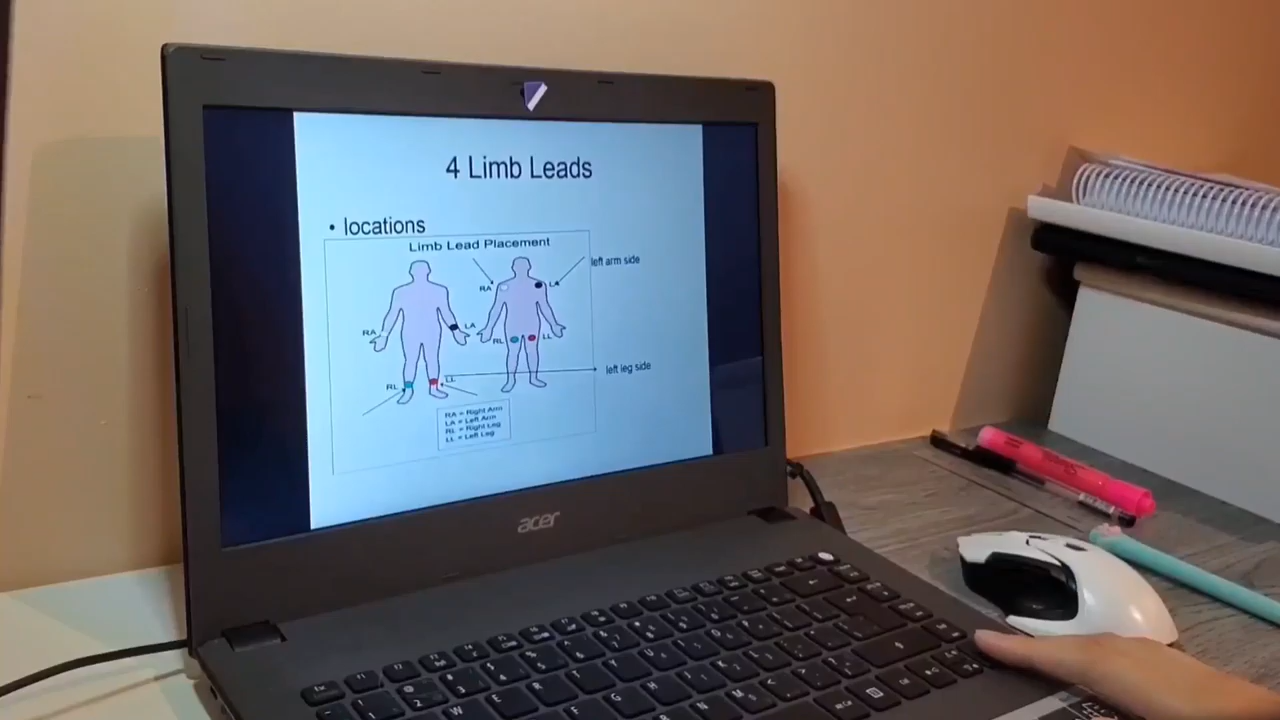 4 Limb Leads
• locations
Limb Lead Placement
left arm side
RA
LA
RA
LA
RL
LL
RL
LL
left leg side
RA = Right Arm
LA = Left Arm
RL = Right Leg
LL = Left Leg
acer